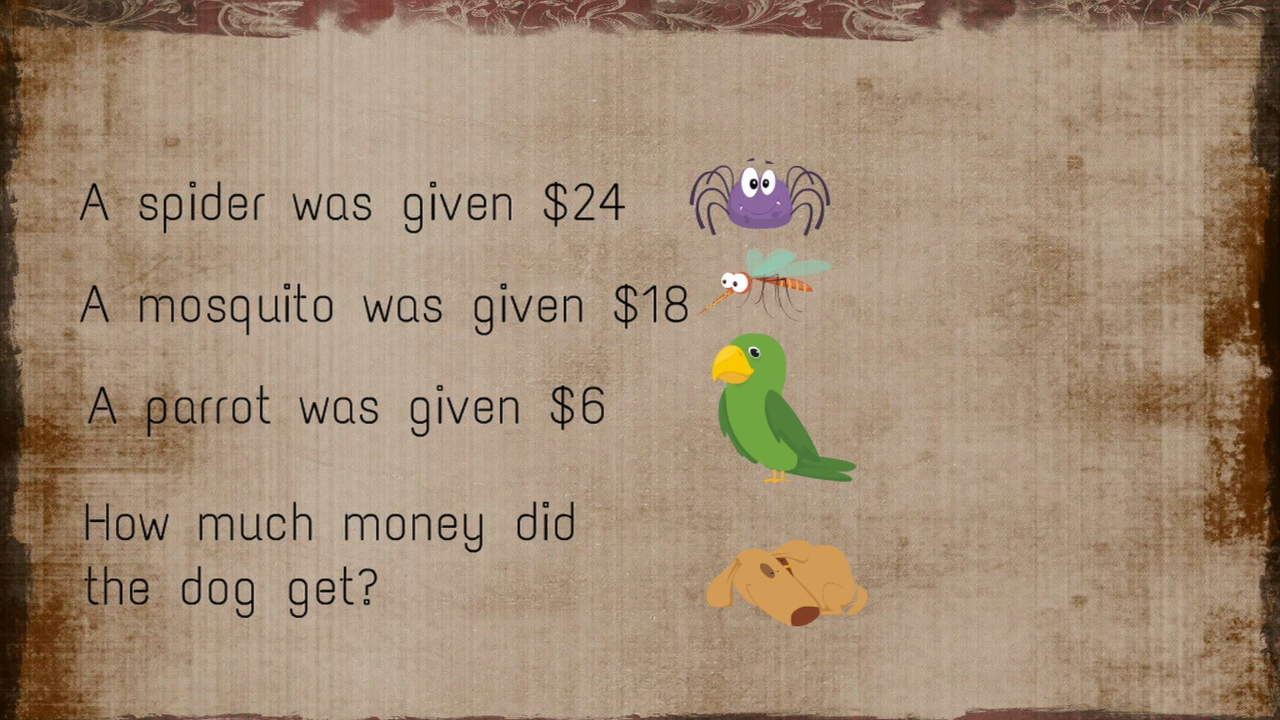 A spider was given $24
A mosquito was given $18
A parrot was given $6
How much money did
the dog get?